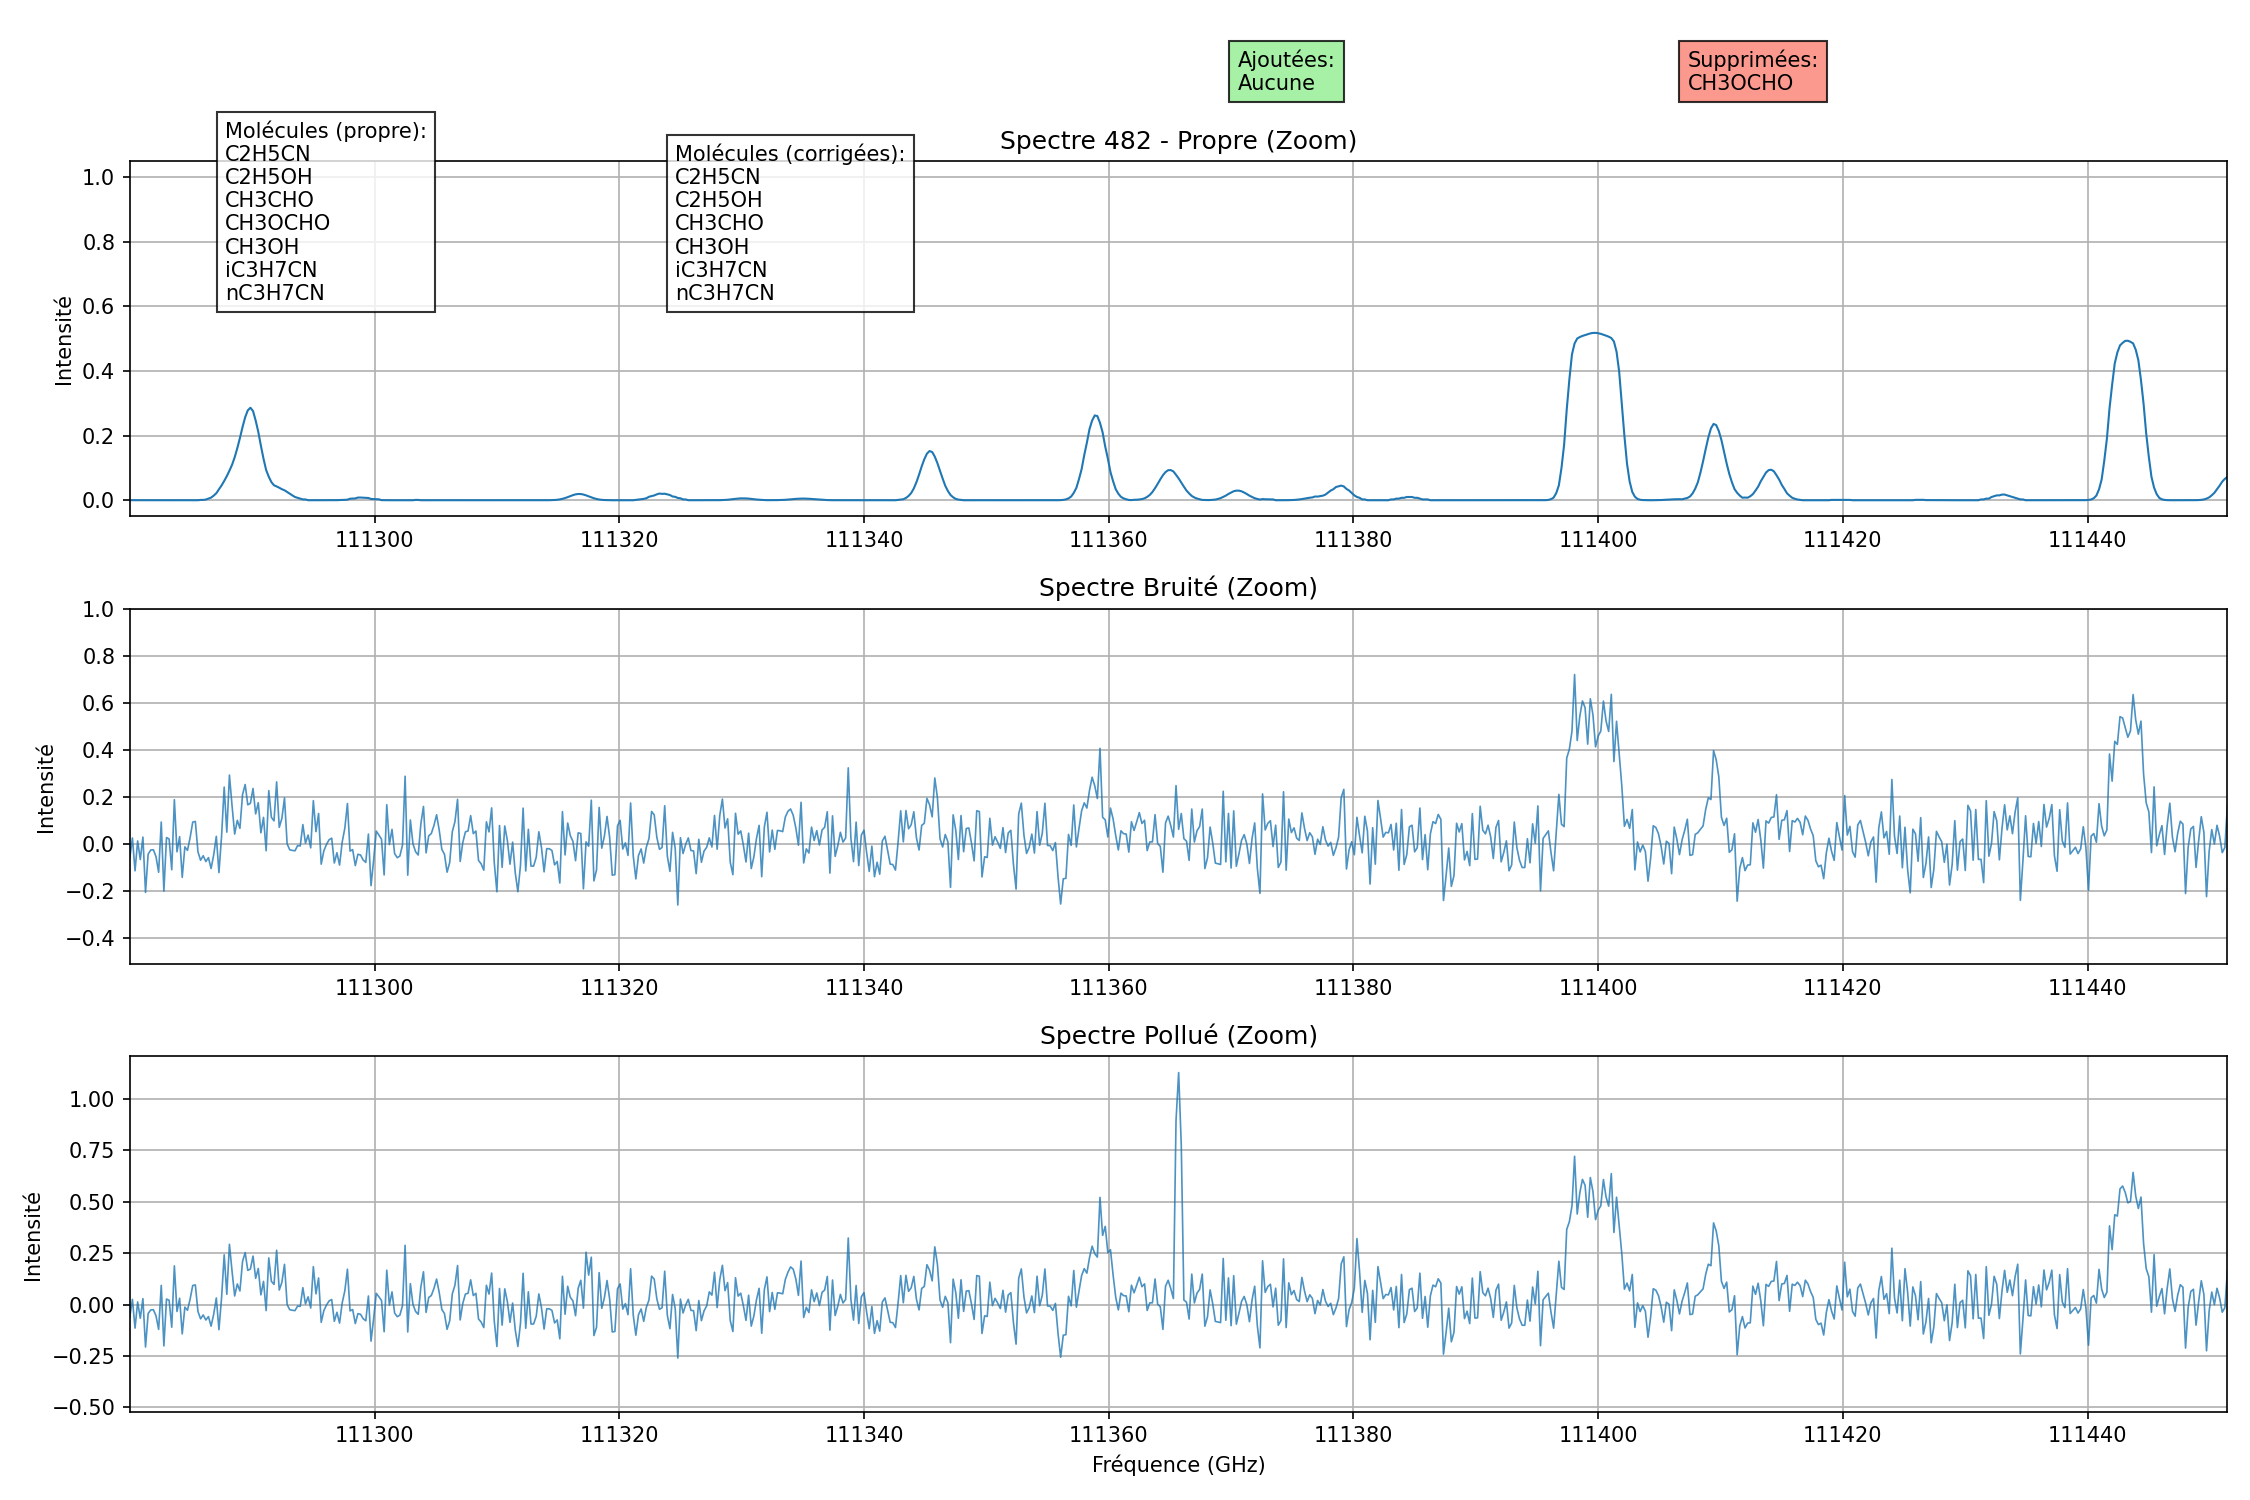 Ajoutées:
Aucune
Supprimées:
CH3OCHO
Molécules (propre):
C2H5CN
C2H5OH
CH3CHO
CH3OCHO
CH3OH
iC3H7CN
nC3H7CN
Molécules (corrigées):
C2H5CN
C2H5OH
CH3CHO
CH3OH
iC3H7CN
nC3H7CN
Spectre 482 - Propre (Zoom)
Intensité
1.0
0.8
0.6
0.4
0.2
0.0
111300 111320 111340 111360 111380 111400 111420 111440
Spectre Bruité (Zoom)
Intensité
1.0
0.8
0.6
0.4
0.2
0.0
−0.2
−0.4
111300 111320 111340 111360 111380 111400 111420 111440
Spectre Pollué (Zoom)
Intensité
1.00
0.75
0.50
0.25
0.00
−0.25
−0.50
111300 111320 111340 111360 111380 111400 111420 111440
Fréquence (GHz)